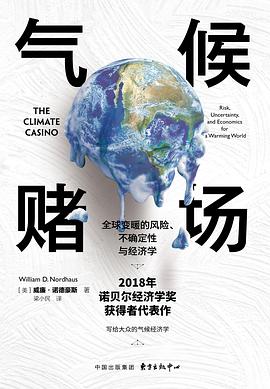 气候
THE
CLIMATE
CASINO
Risk,
Uncertainty,
and Economics
for
a Warming World
赌场
全球变暖的风险、
不确定性
与经济学
William D. Nordhaus
[美] 威廉·诺德豪斯 著
梁小民 译
2018年
诺贝尔经济学奖
获得者代表作
写给大众的气候经济学
中国出版集团 东方出版中心